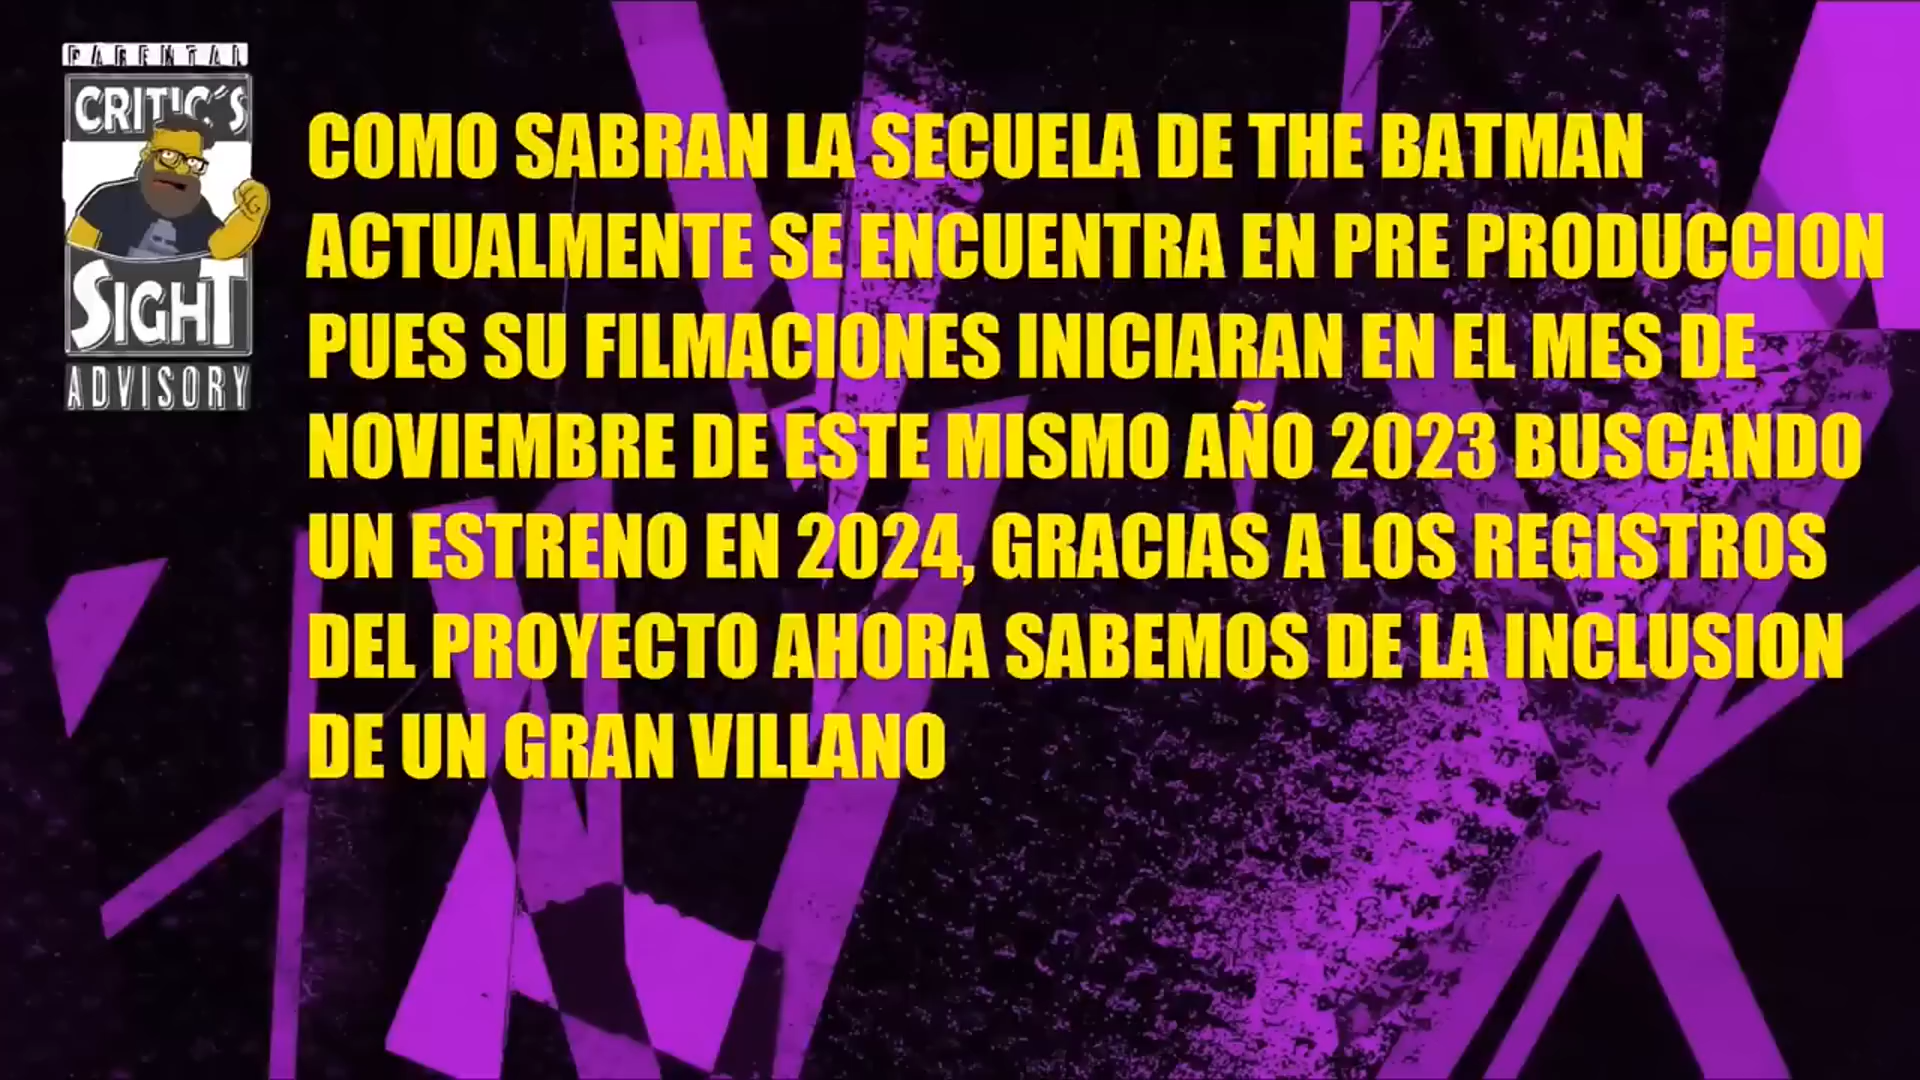 PARENTAL
CRITIC´S
SIGHT
ADVISORY
COMO SABRAN LA SECUELA DE THE BATMAN
ACTUALMENTE SE ENCUENTRA EN PRE PRODUCCION
PUES SU FILMACIONES INICIARAN EN EL MES DE
NOVIEMBRE DE ESTE MISMO AÑO 2023 BUSCANDO
UN ESTRENO EN 2024, GRACIAS A LOS REGISTROS
DEL PROYECTO AHORA SABEMOS DE LA INCLUSION
DE UN GRAN VILLANO